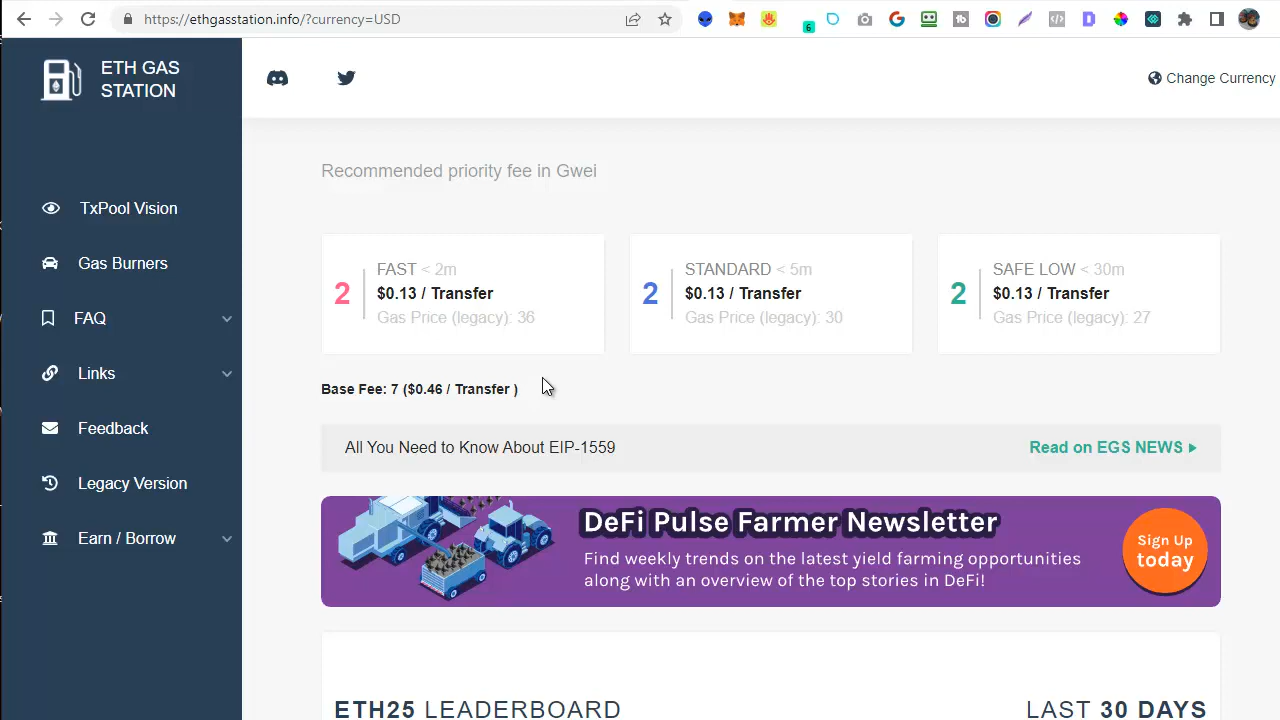 https://ethgasstation.info/?currency=USD
6
ETH GAS
STATION
Change Currency
TxPool Vision
Gas Burners
FAQ
Links
Feedback
Legacy Version
Earn / Borrow
Recommended priority fee in Gwei
2
FAST < 2m
$0.13 / Transfer
Gas Price (legacy): 36
2
STANDARD < 5m
$0.13 / Transfer
Gas Price (legacy): 30
2
SAFE LOW < 30m
$0.13 / Transfer
Gas Price (legacy): 27
Base Fee: 7 ($0.46 / Transfer )
All You Need to Know About EIP-1559
Read on EGS NEWS
DeFi Pulse Farmer Newsletter
Find weekly trends on the latest yield farming opportunities
along with an overview of the top stories in DeFi!
Sign Up
today
ETH25 LEADERBOARD
LAST 30 DAYS